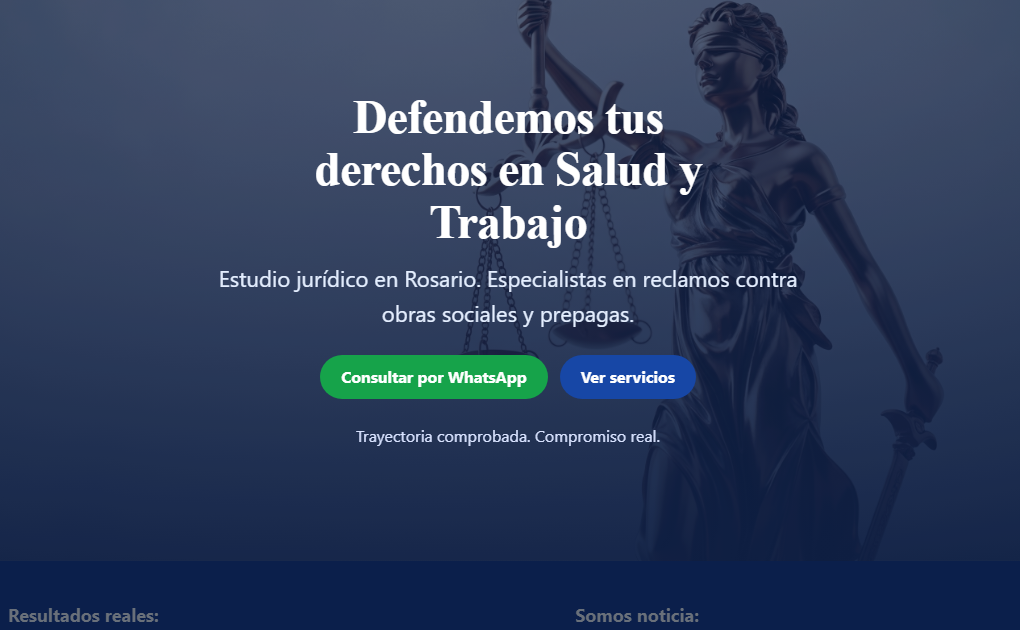 Defendemos tus
derechos en Salud y
Trabajo
Estudio jurídico en Rosario. Especialistas en reclamos contra
obras sociales y prepagas.
Consultar por WhatsApp
Ver servicios
Trayectoria comprobada. Compromiso real.
Resultados reales:
Somos noticia: